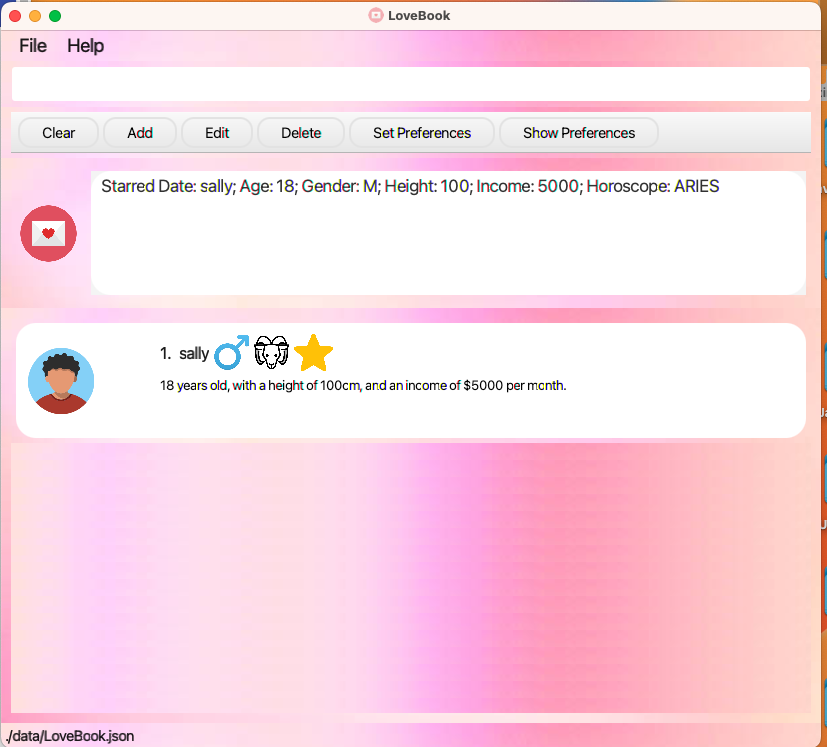 LoveBook
File Help
Clear Add Edit Delete Set Preferences Show Preferences
Starred Date: sally; Age: 18; Gender: M; Height: 100; Income: 5000; Horoscope: ARIES
1. sally
18 years old, with a height of 100cm, and an income of $5000 per month.
./data/LoveBook.json